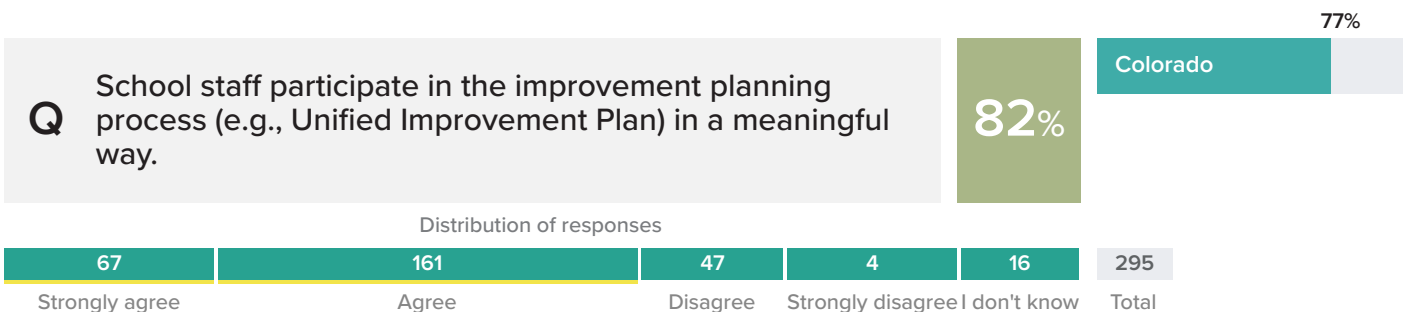 77%
Q
School staff participate in the improvement planning
process (e.g., Unified Improvement Plan) in a meaningful
way.
82%
Colorado
Distribution of responses
67 161 47 4 16 295
Strongly agree Agree Disagree Strongly disagree I don't know Total